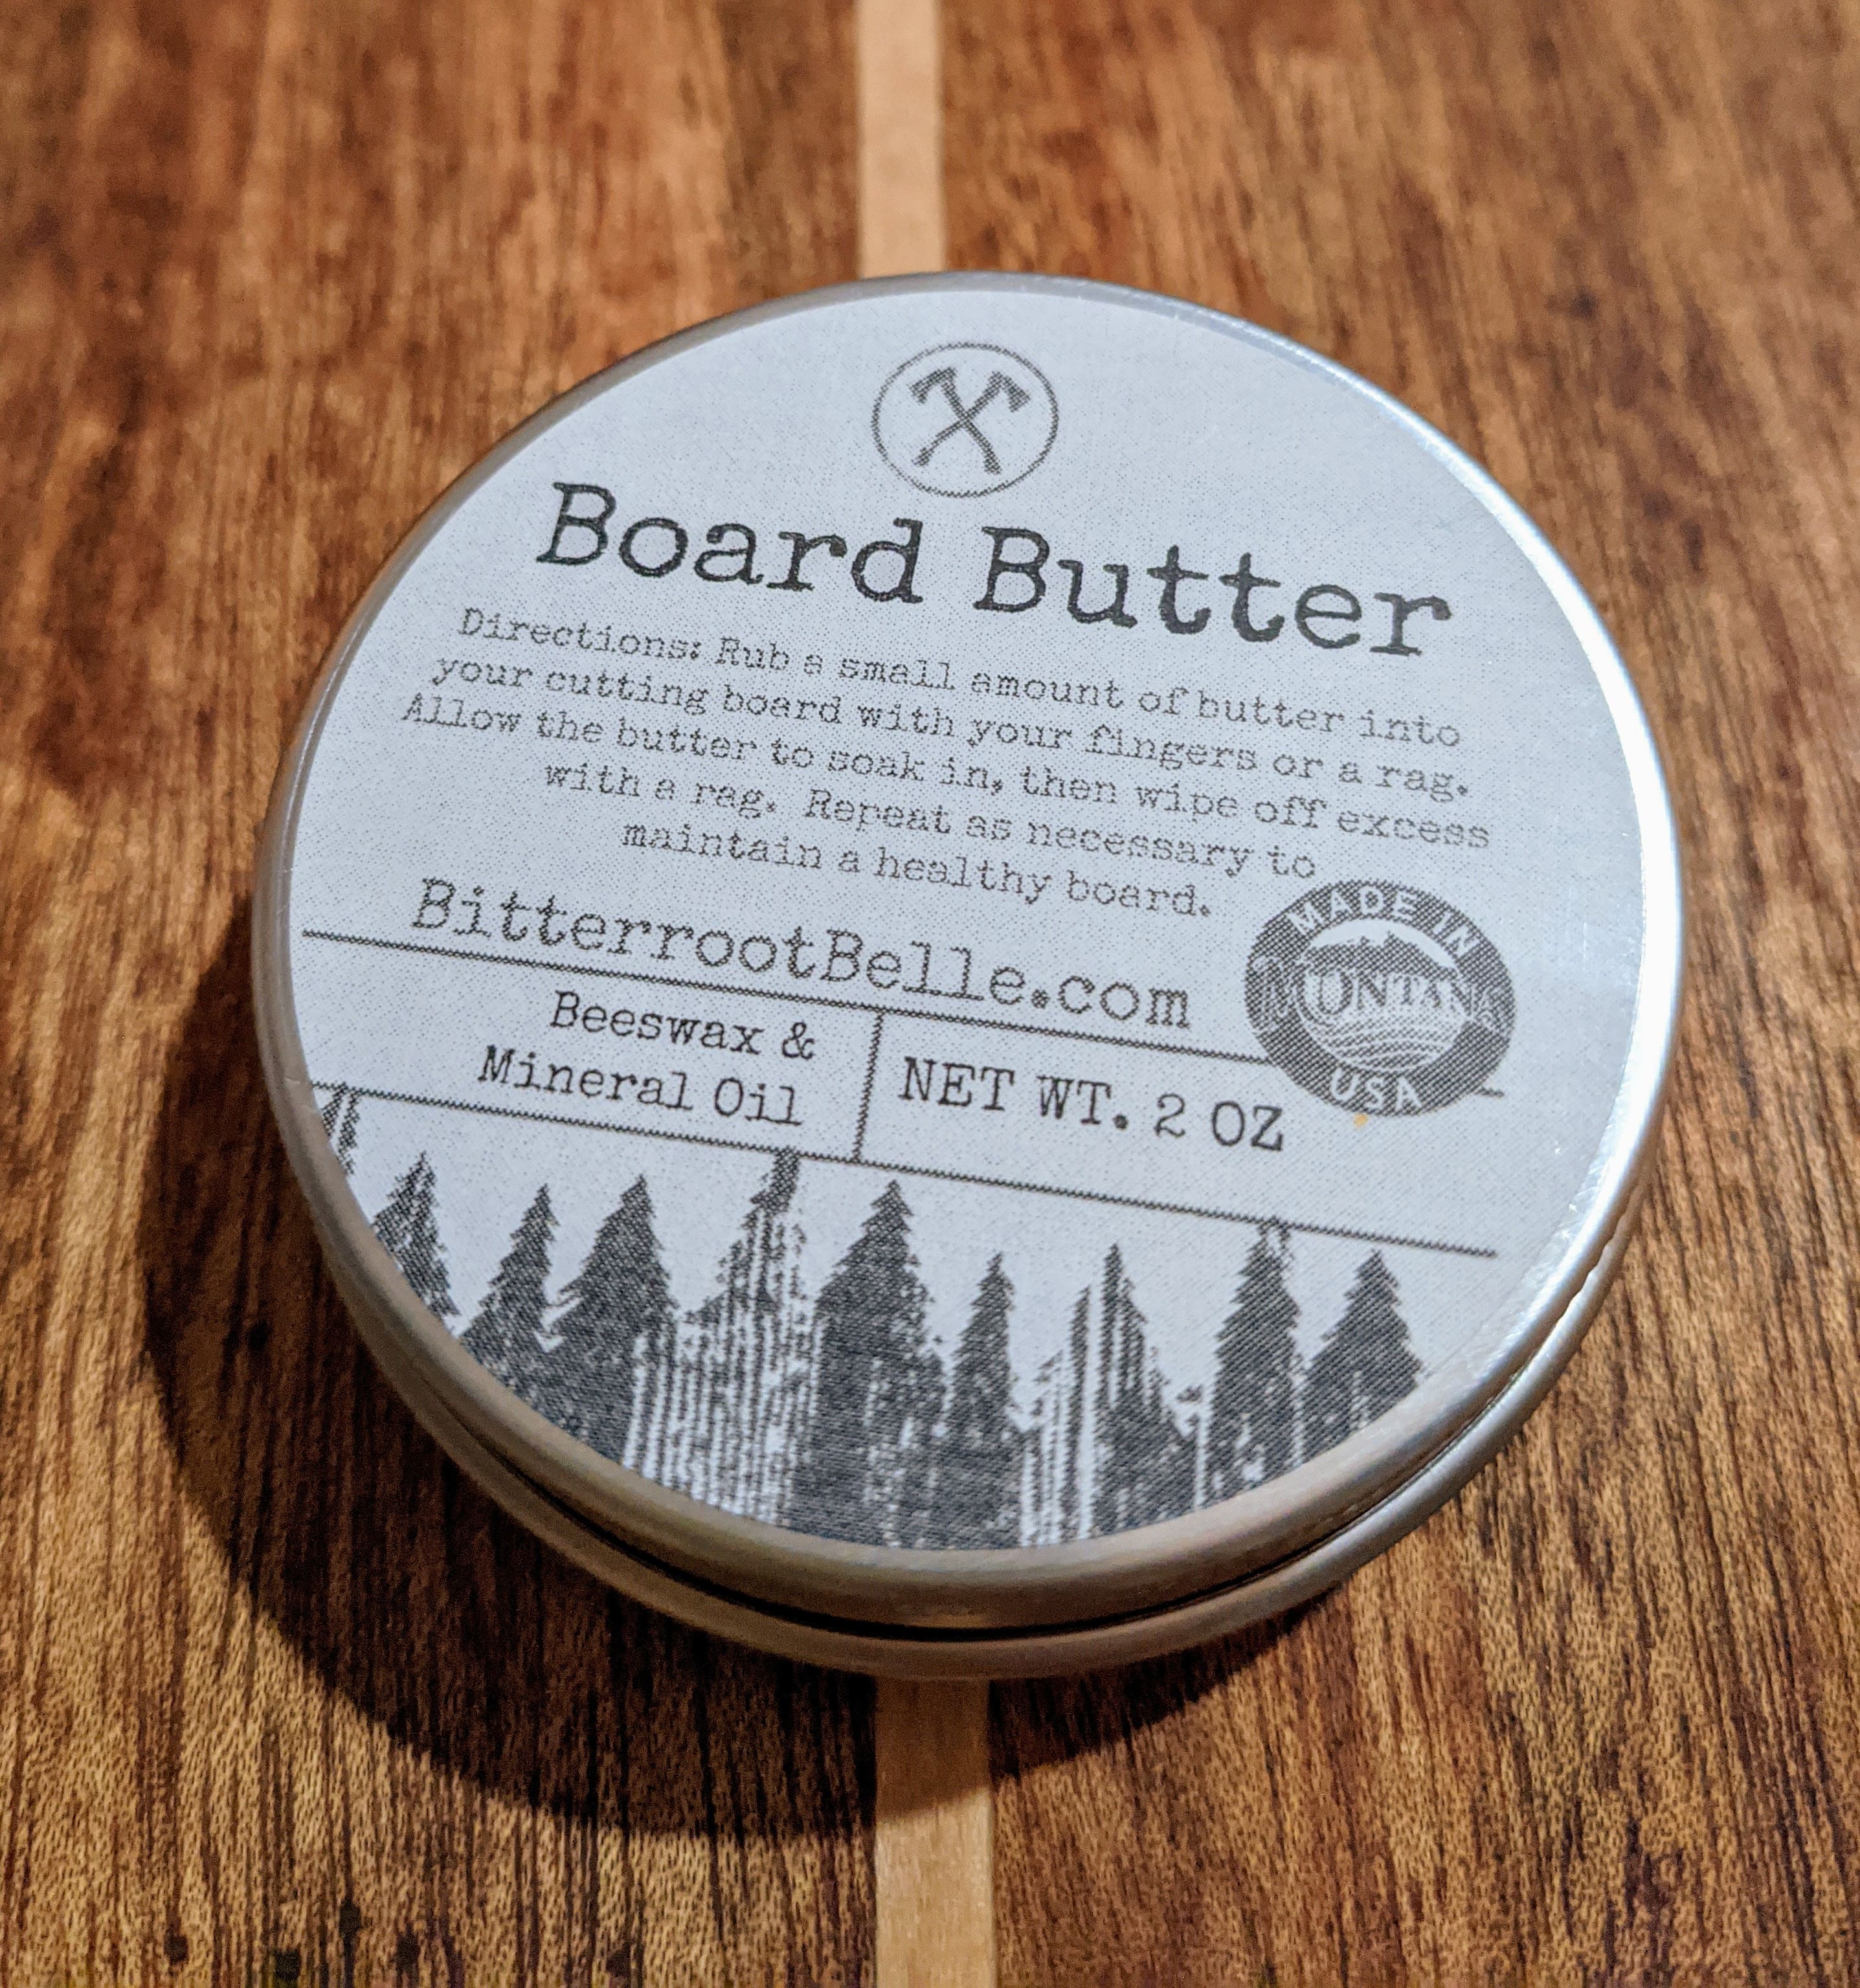 Board Butter
Directions: Rub a small amount of butter into
your cutting board with your fingers or a rag.
Allow the butter to soak in, then wipe off excess
with a rag. Repeat as necessary to
maintain a healthy board.
BitterrootBelle.com
MADE IN
MONTANA
USA
Beeswax &
Mineral Oil
NET WT. 2 OZ